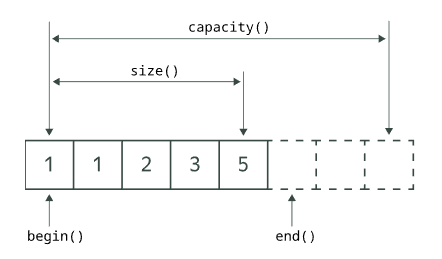 capacity()
size()
1 1 2 3 5
begin() end()